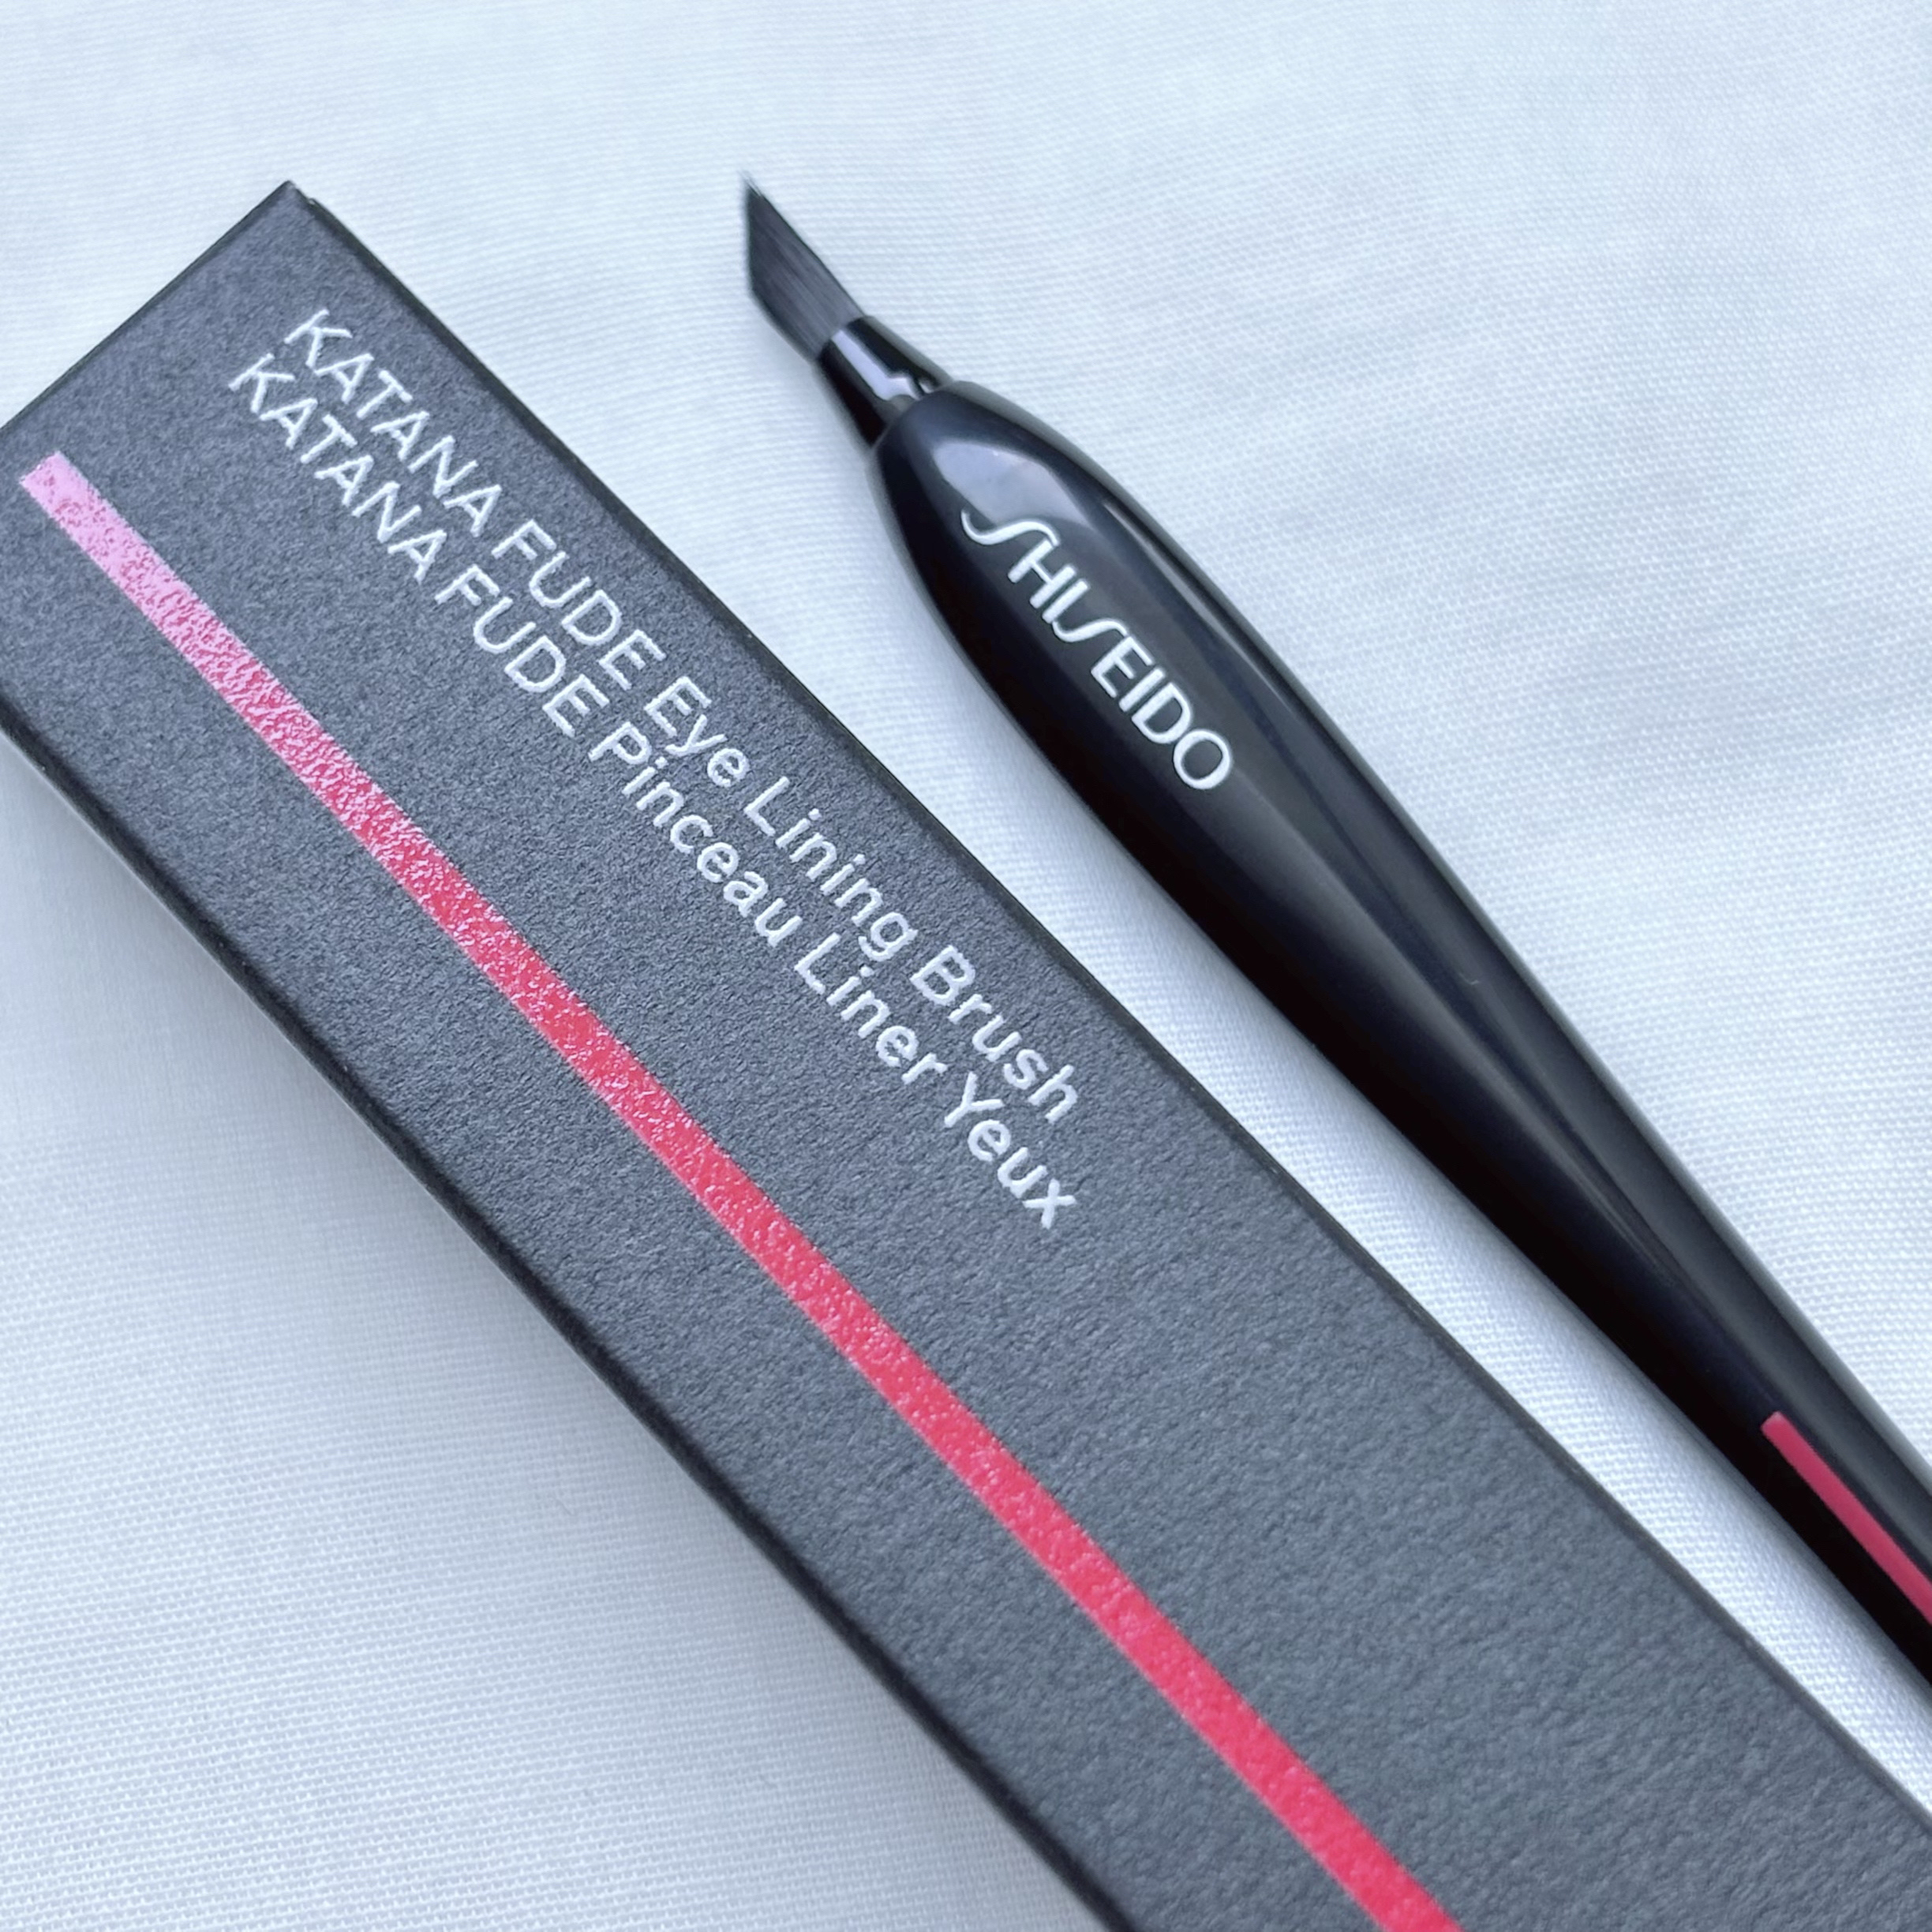 KATANA FUDE Eye Lining Brush
KATANA FUDE Pinceau Liner Yeux
SHISEIDO